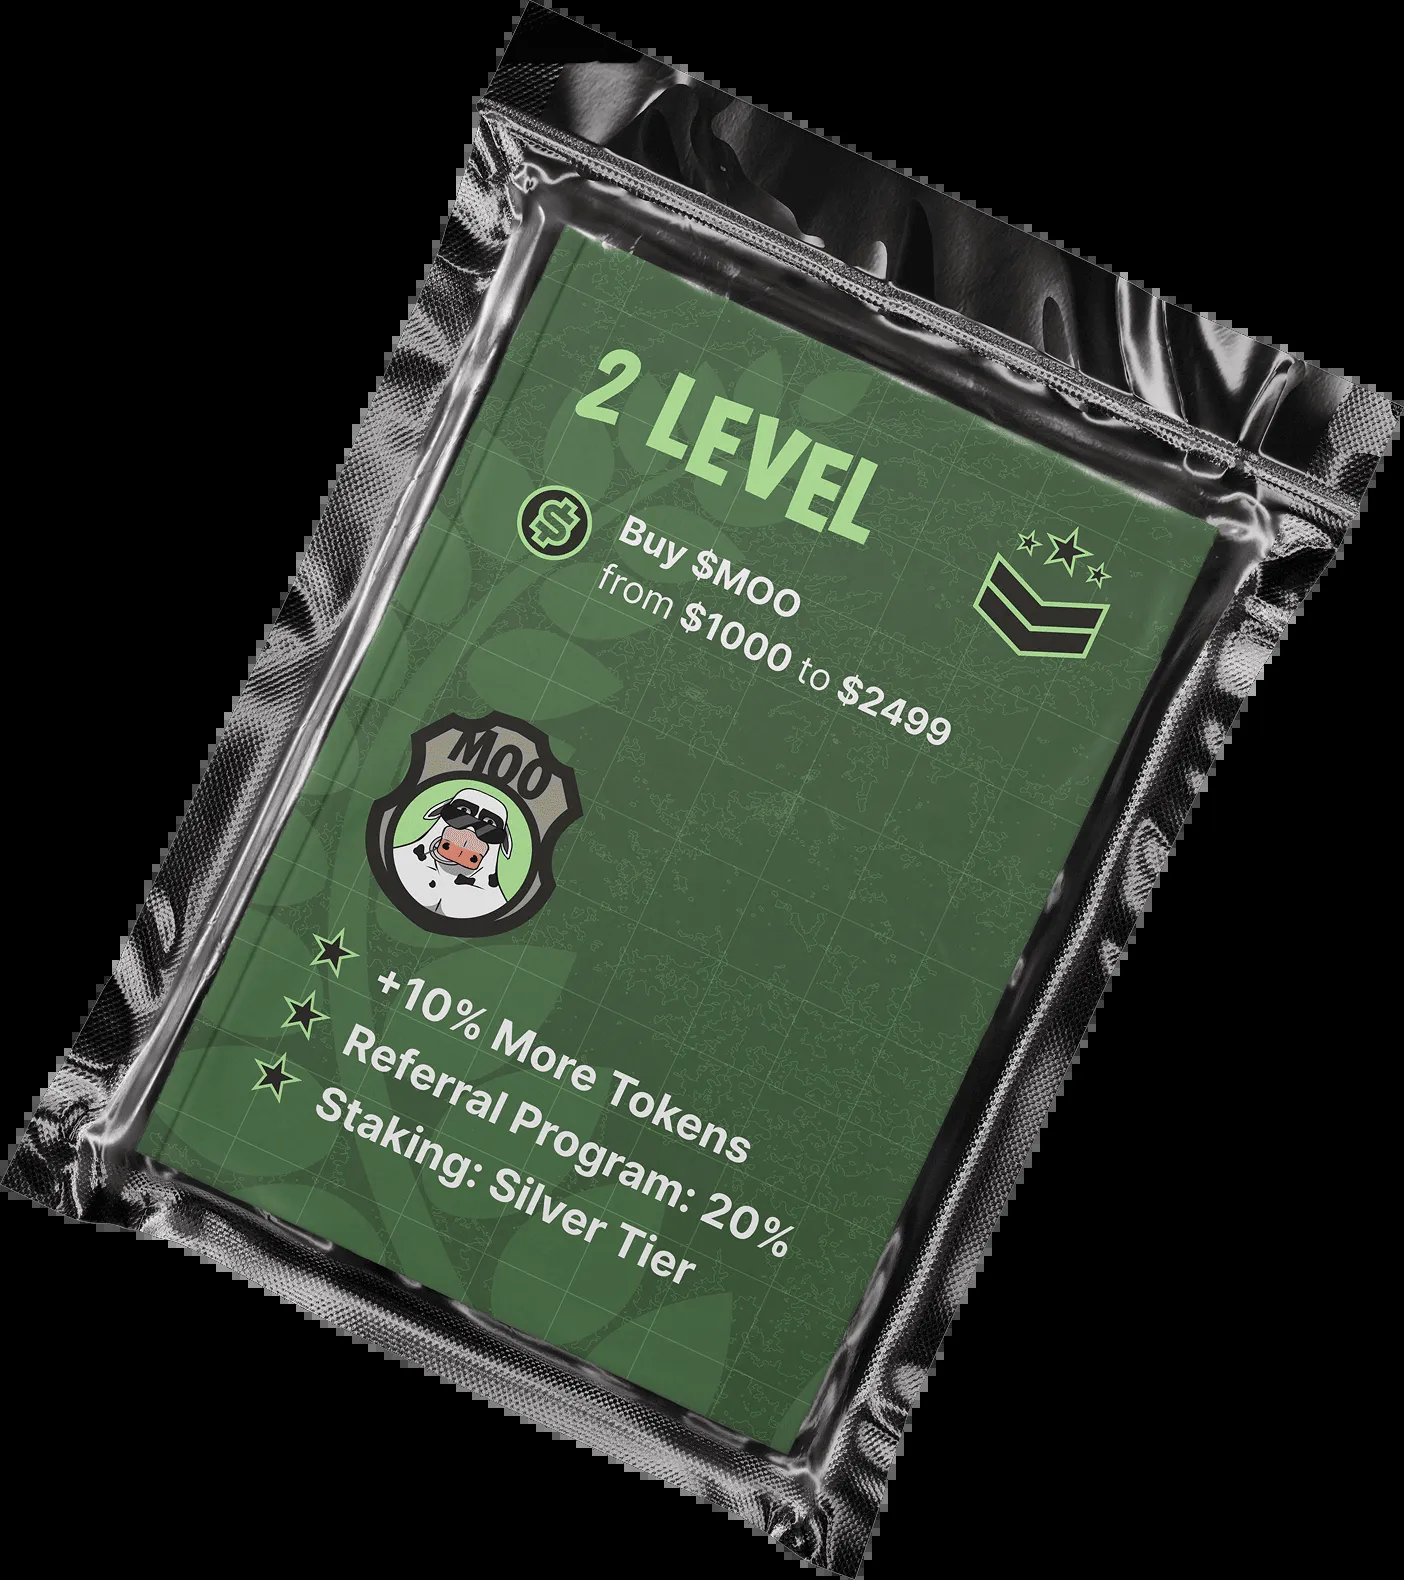 2 LEVEL
Buy $MOO
from $1000 to $2499
MOO
+10% More Tokens
Referral Program: 20%
Staking: Silver Tier